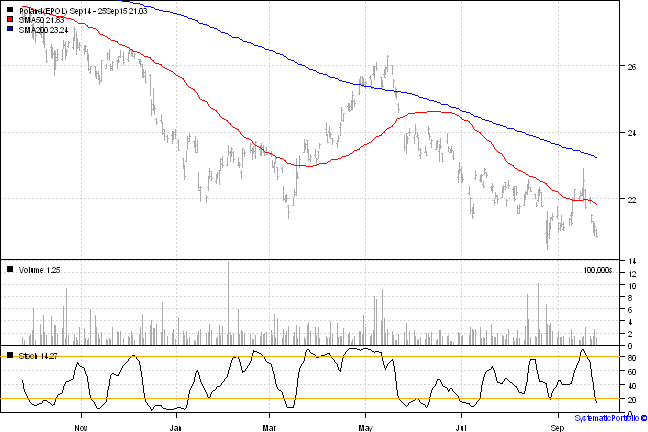 Poland(EPOL) Sep14 - 25Sep15 21.03
SMA50 21.83
SMA200 23.24
26
24
22
14
Volume 1.25
100,000s
12
10
8
6
4
2
0
Stoch 14.27
80
60
40
20
0
Nov Jan Mar May Jul Sep
SystematicPortfolio ©